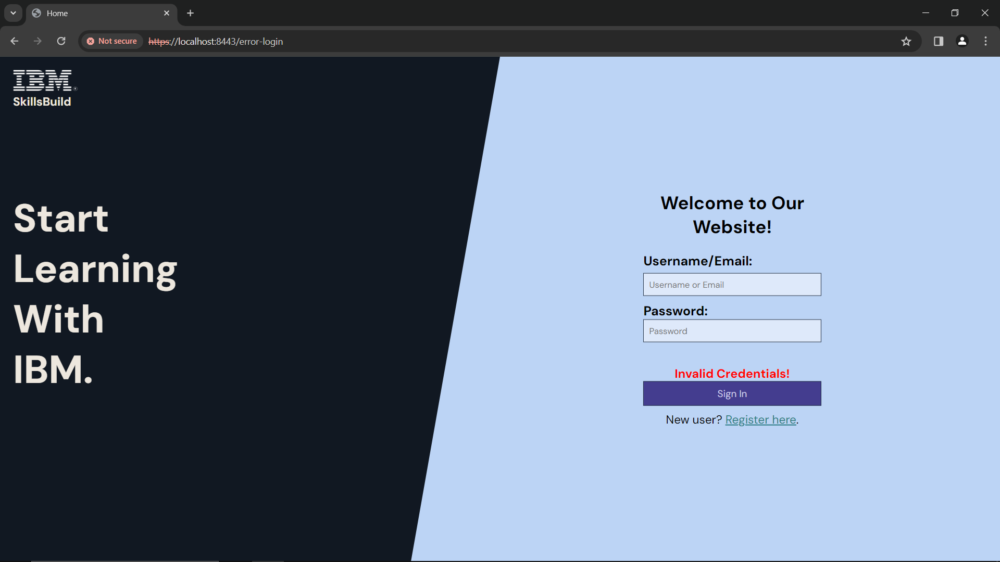 Home
Not secure
https://localhost:8443/error-login
IBM
SkillsBuild
Start
Learning
With
IBM.
Welcome to Our
Website!
Username/Email:
Username or Email
Password:
Password
Invalid Credentials!
Sign In
New user? Register here.